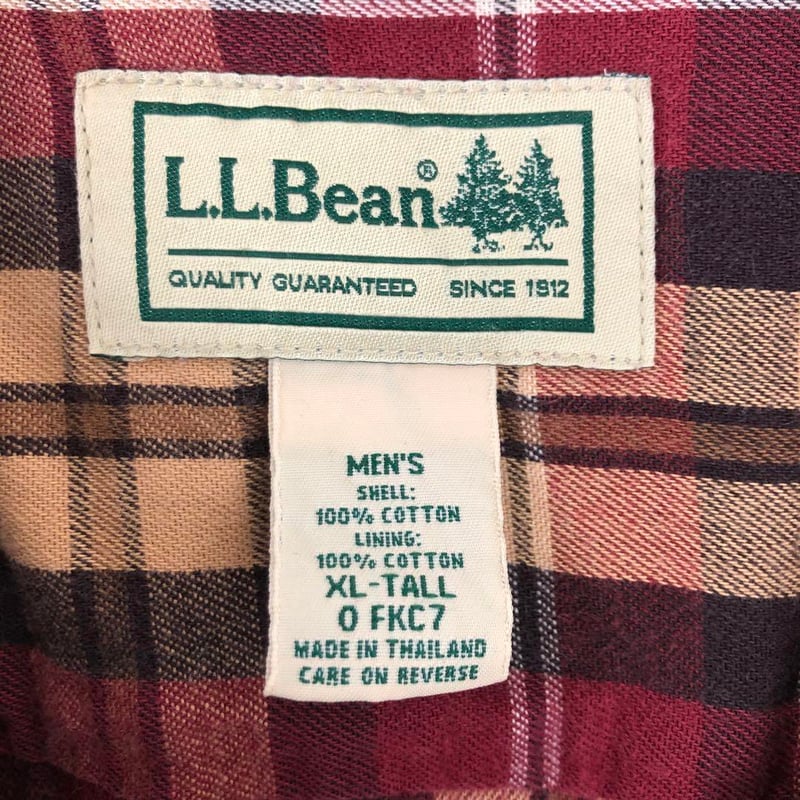 L.L.Bean®
QUALITY GUARANTEED SINCE 1912
MEN'S
SHELL:
100% COTTON
LINING:
100% COTTON
XL-TALL
0 FKC7
MADE IN THAILAND
CARE ON REVERSE